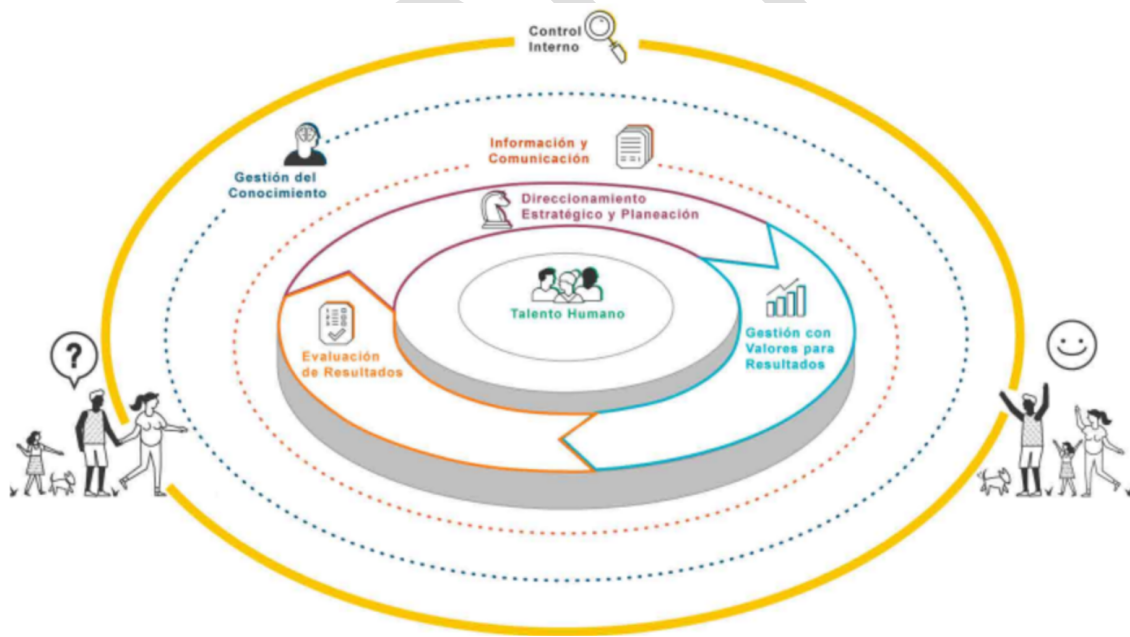 Control
Interno
Información y
Comunicación
Gestión del
Conocimiento
Direccionamiento
Estratégico y Planeación
Talento Humano
Gestión con
Valores para
Resultados
Evaluación
de Resultados
?